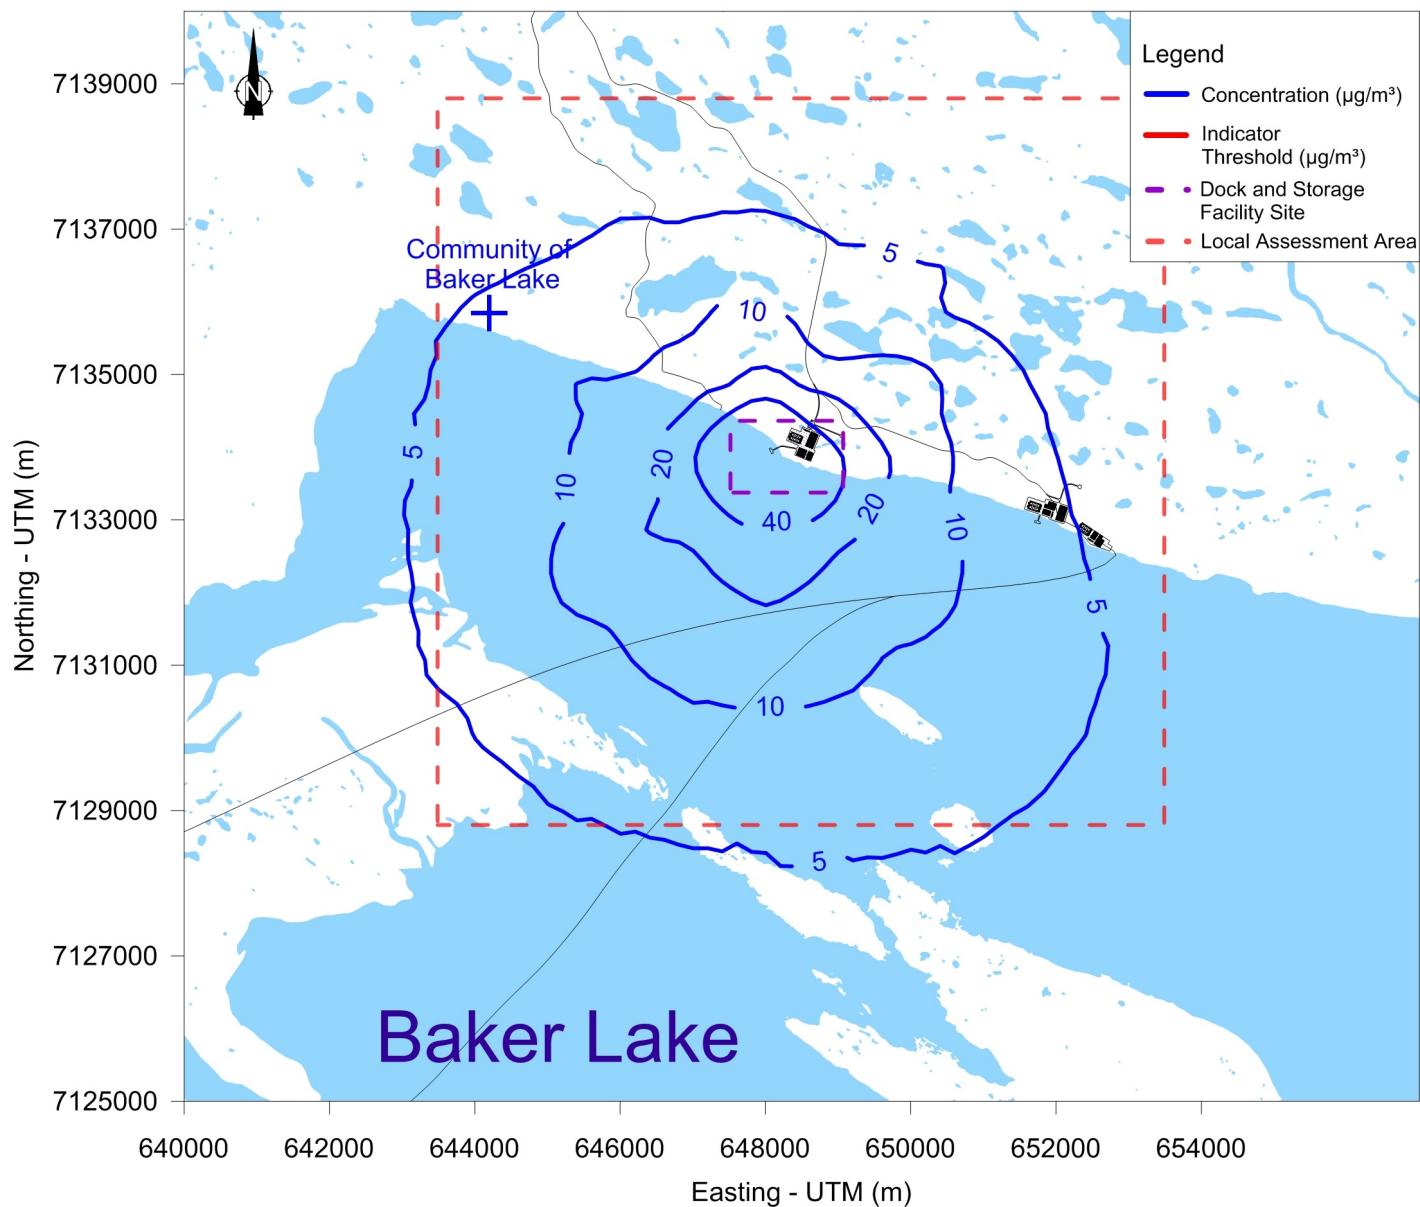 Legend
Concentration (µg/m³)
Indicator
Threshold (µg/m³)
Dock and Storage
Facility Site
Local Assessment Area
N
7139000
7137000
7135000
7133000
7131000
7129000
7127000
7125000
Northing - UTM (m)
Community of
Baker Lake
5
10
5
20
10
40
20
10
5
10
5
Baker Lake
640000
642000
644000
646000
648000
650000
652000
654000
Easting - UTM (m)